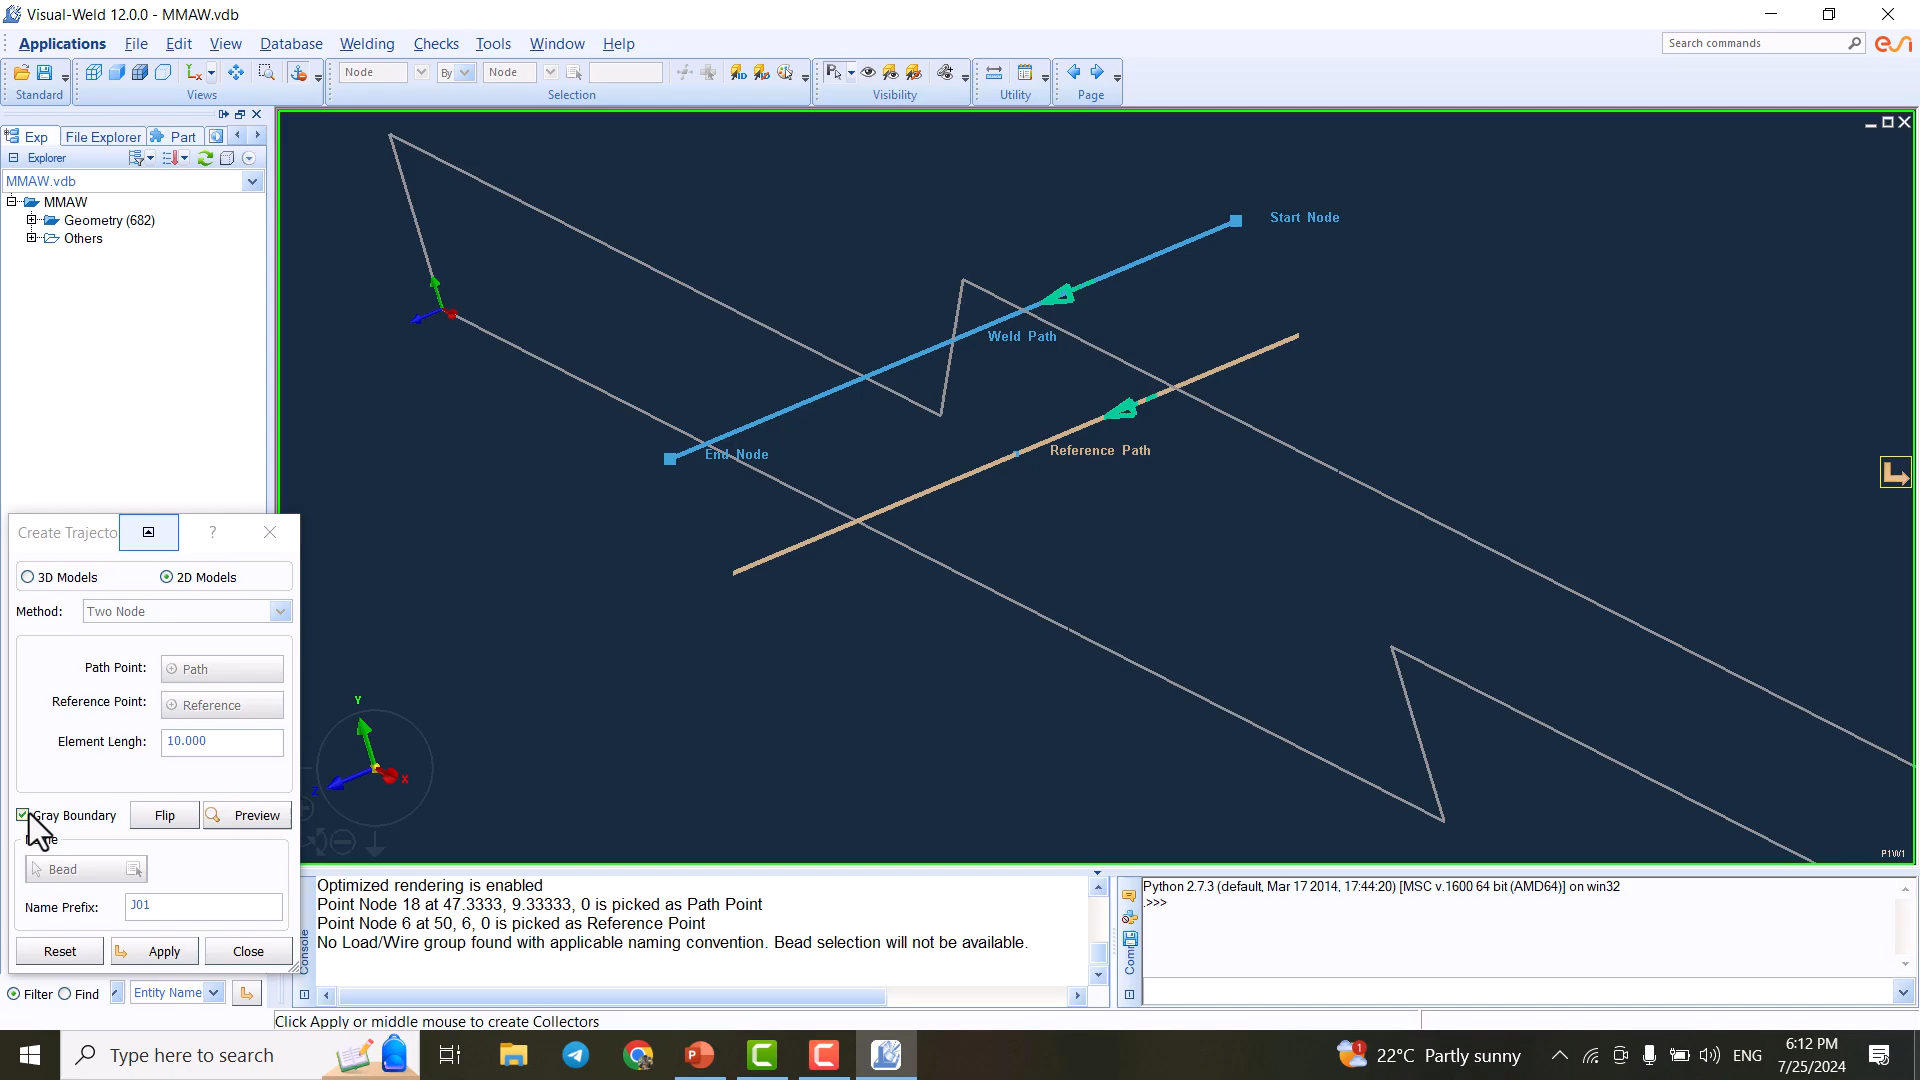 Visual-Weld 12.0.0 - MMAW.vdb
Applications File Edit View Database Welding Checks Tools Window Help
Search commands
esi
Node By Node
Standard Views Selection Visibility Utility Page
Exp File Explorer Part
Explorer
MMAW.vdb
MMAW
Geometry (682)
Others
Start Node
Weld Path
End Node
Reference Path
Y
X
Z
P1W1
Create Trajecto
?
3D Models 2D Models
Method: Two Node
Path Point: Path
Reference Point: Reference
Element Lengh: 10.000
Gray Boundary Flip Preview
Bead
Name Prefix: J01
Reset Apply Close
Filter Find Entity Name
Console
Optimized rendering is enabled
Point Node 18 at 47.3333, 9.33333, 0 is picked as Path Point
Point Node 6 at 50, 6, 0 is picked as Reference Point
No Load/Wire group found with applicable naming convention. Bead selection will not be available.
Python 2.7.3 (default, Mar 17 2014, 17:44:20) [MSC v.1600 64 bit (AMD64)] on win32
.>>>
Click Apply or middle mouse to create Collectors
Type here to search
22°C Partly sunny
ENG
6:12 PM
7/25/2024